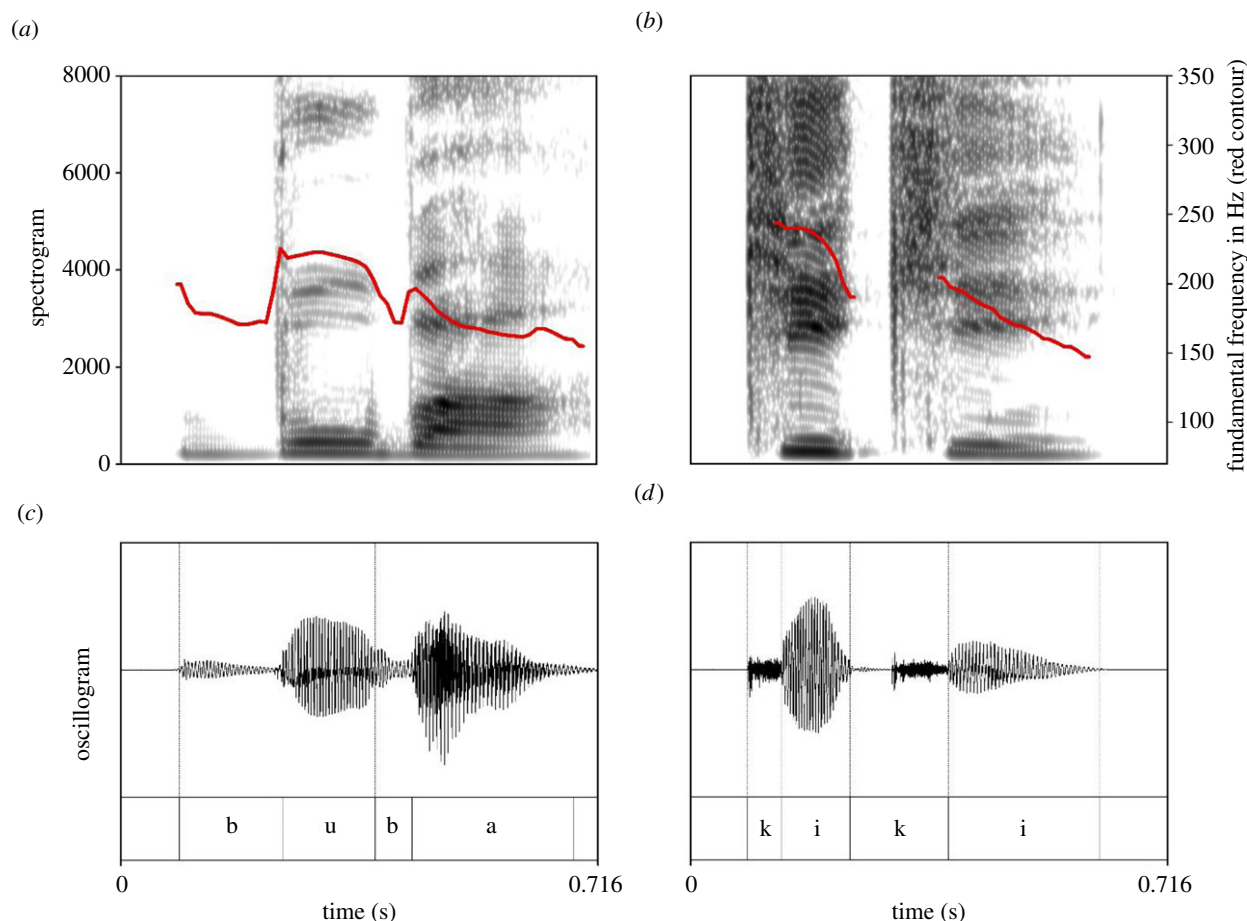 (a)
(b)
8000
6000
4000
2000
0
spectrogram
350
300
250
200
150
100
fundamental frequency in Hz (red contour)
(c)
(d)
oscillogram
b u b a
k i k i
0 0.716
0 0.716
time (s)
time (s)